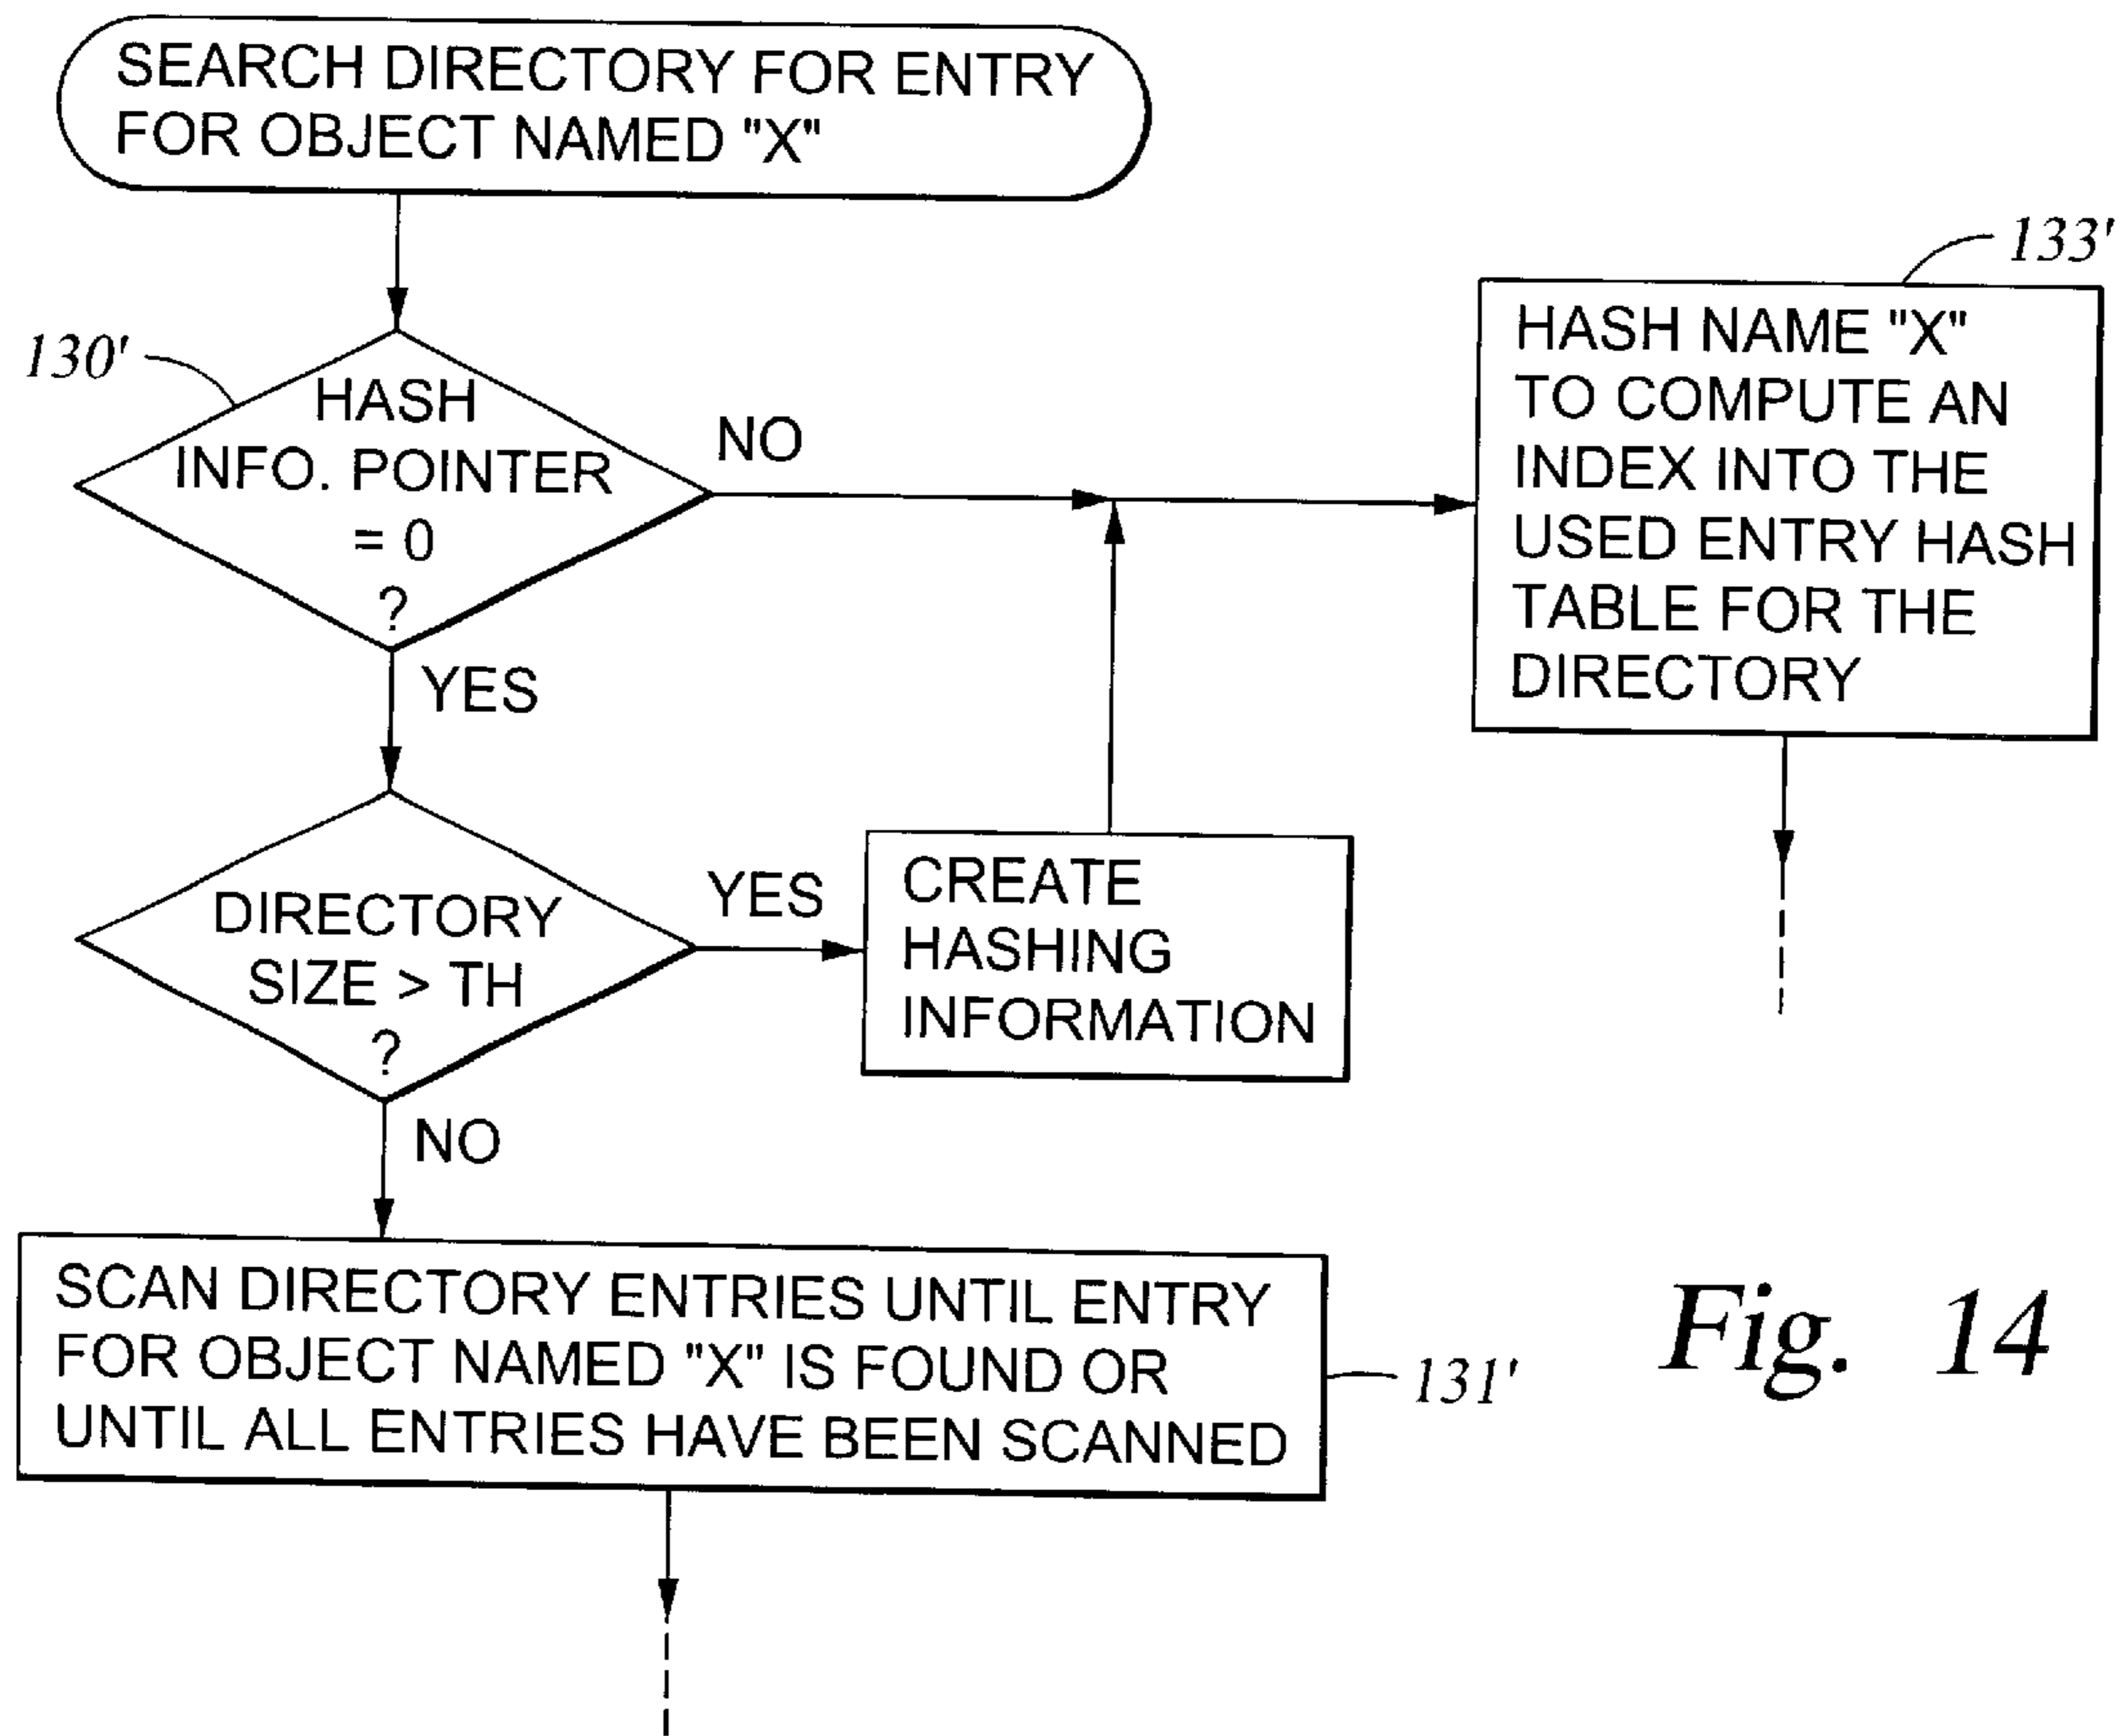 SEARCH DIRECTORY FOR ENTRY
FOR OBJECT NAMED "X"
130'
HASH
INFO. POINTER
= 0
?
NO
YES
133'
HASH NAME "X"
TO COMPUTE AN
INDEX INTO THE
USED ENTRY HASH
TABLE FOR THE
DIRECTORY
DIRECTORY
SIZE > TH
?
YES
NO
CREATE
HASHING
INFORMATION
SCAN DIRECTORY ENTRIES UNTIL ENTRY
FOR OBJECT NAMED "X" IS FOUND OR
UNTIL ALL ENTRIES HAVE BEEN SCANNED
131'
Fig. 14